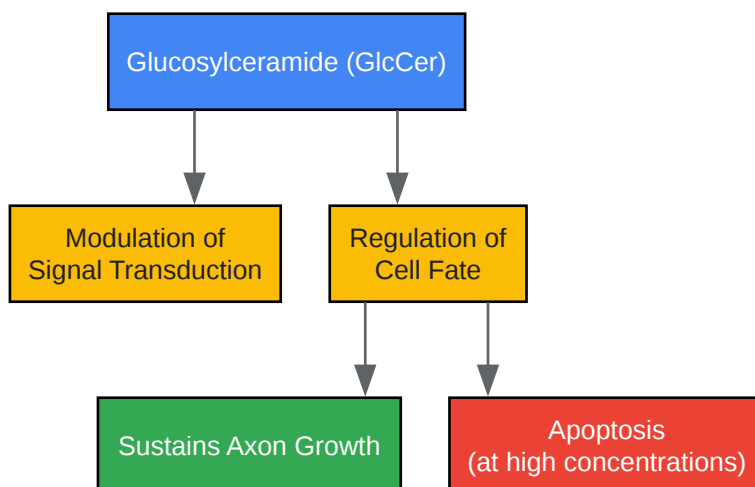 Glucosylceramide (GlcCer)
Modulation of
Signal Transduction
Regulation of
Cell Fate
Sustains Axon Growth
Apoptosis
(at high concentrations)